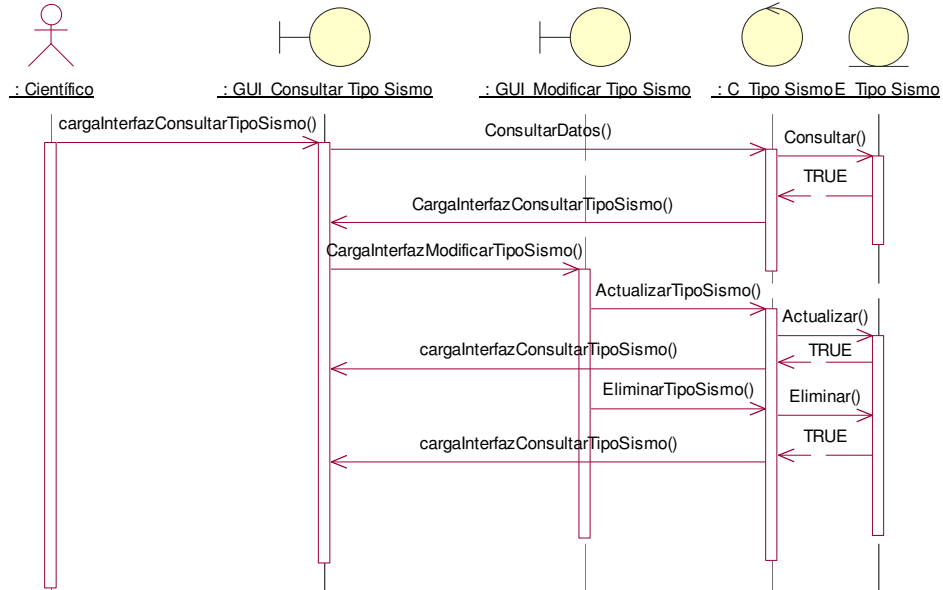 : Científico
: GUI_Consultar Tipo Sismo
: GUI_Modificar Tipo Sismo
: C_Tipo Sismo
E_Tipo Sismo
cargaInterfazConsultarTipoSismo()
ConsultarDatos()
Consultar()
TRUE
CargaInterfazConsultarTipoSismo()
CargaInterfazModificarTipoSismo()
ActualizarTipoSismo()
Actualizar()
TRUE
cargaInterfazConsultarTipoSismo()
EliminarTipoSismo()
Eliminar()
TRUE
cargaInterfazConsultarTipoSismo()